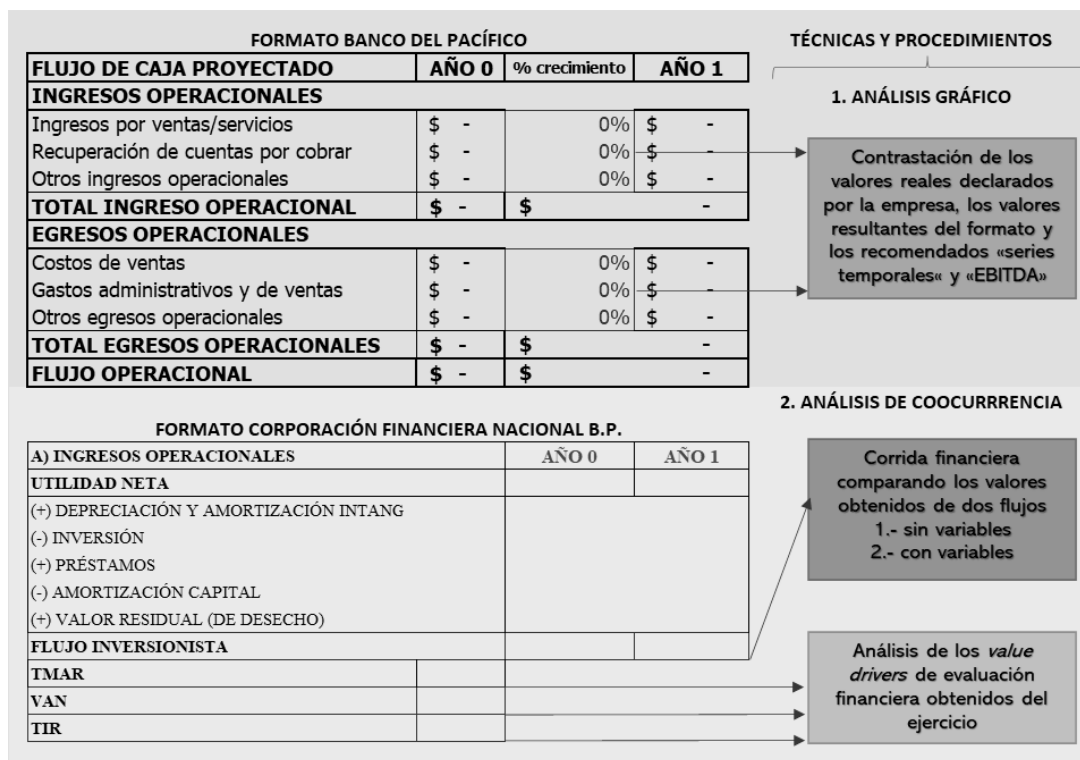 FORMATO BANCO DEL PACÍFICO
FLUJO DE CAJA PROYECTADO AÑO 0 % crecimiento AÑO 1
INGRESOS OPERACIONALES
Ingresos por ventas/servicios $ - 0% $ -
Recuperación de cuentas por cobrar $ - 0% $ -
Otros ingresos operacionales $ - 0% $ -
TOTAL INGRESO OPERACIONAL $ - $ -
EGRESOS OPERACIONALES
Costos de ventas $ - 0% $ -
Gastos administrativos y de ventas $ - 0% $ -
Otros egresos operacionales $ - 0% $ -
TOTAL EGRESOS OPERACIONALES $ - $ -
FLUJO OPERACIONAL $ - $ -
FORMATO CORPORACIÓN FINANCIERA NACIONAL B.P.
A) INGRESOS OPERACIONALES AÑO 0 AÑO 1
UTILIDAD NETA
(+) DEPRECIACIÓN Y AMORTIZACIÓN INTANG
(-) INVERSIÓN
(+) PRÉSTAMOS
(-) AMORTIZACIÓN CAPITAL
(+) VALOR RESIDUAL (DE DESECHO)
FLUJO INVERSIONISTA
TMAR
VAN
TIR
TÉCNICAS Y PROCEDIMIENTOS
1. ANÁLISIS GRÁFICO
Contrastación de los
valores reales declarados
por la empresa, los valores
resultantes del formato y
los recomendados «series
temporales« y «EBITDA»
2. ANÁLISIS DE COOCURRRENCIA
Corrida financiera
comparando los valores
obtenidos de dos flujos
1.- sin variables
2.- con variables
Análisis de los value
drivers de evaluación
financiera obtenidos del
ejercicio